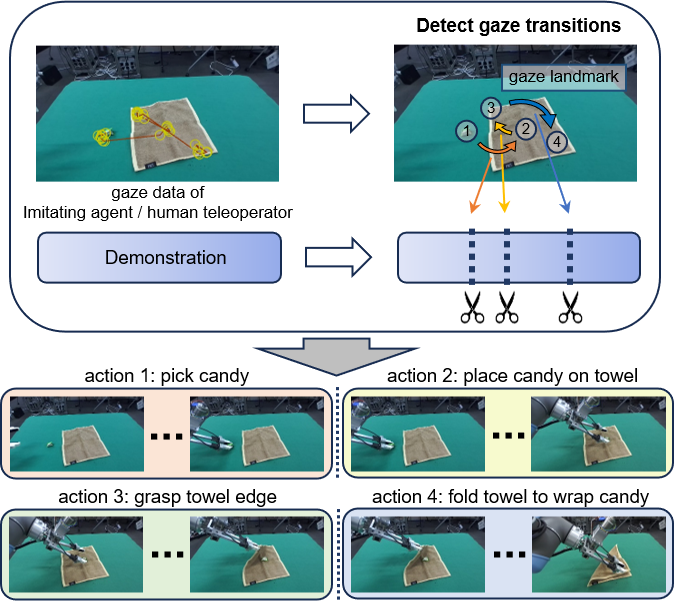 Detect gaze transitions
gaze landmark
3
1
2
4
gaze data of
Imitating agent / human teleoperator
Demonstration
action 1: pick candy
action 2: place candy on towel
action 3: grasp towel edge
action 4: fold towel to wrap candy